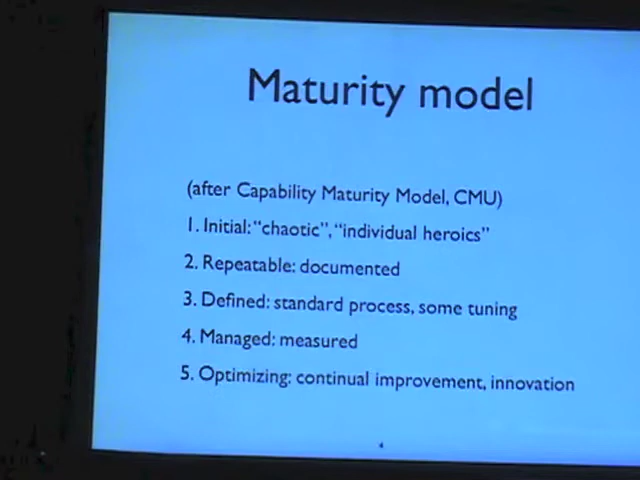 Maturity model
(after Capability Maturity Model, CMU)
1. Initial: “chaotic”, “individual heroics”
2. Repeatable: documented
3. Defined: standard process, some tuning
4. Managed: measured
5. Optimizing: continual improvement, innovation
4